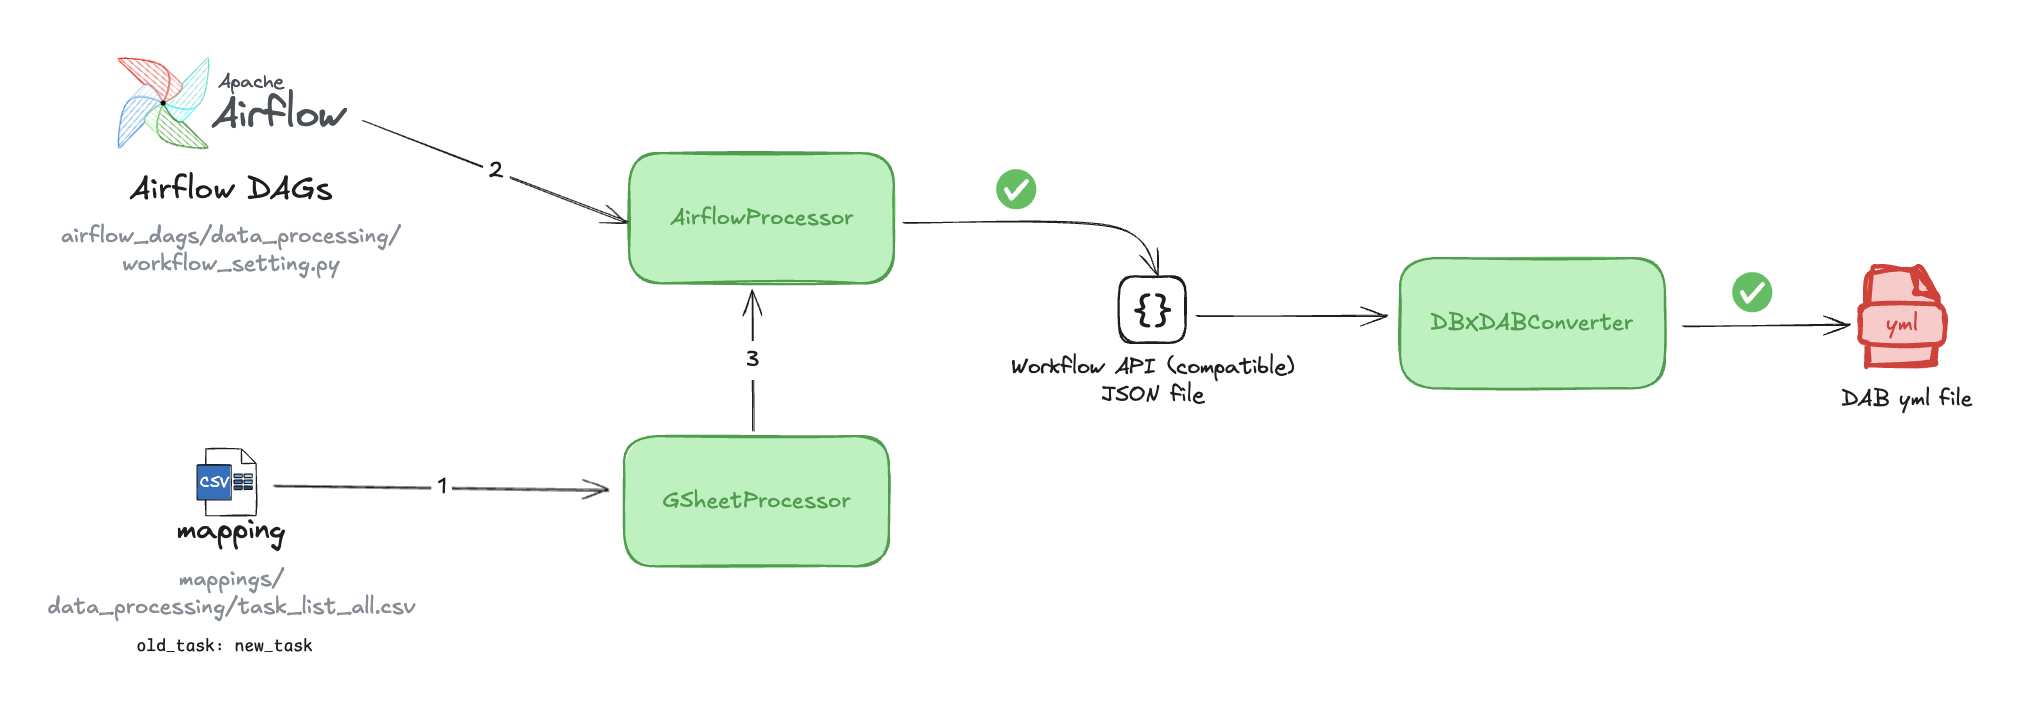 Apache
Airflow
Airflow DAGs
airflow_dags/data_processing/
workflow_setting.py
2
AirflowProcessor
3
{}
Workflow API (compatible)
JSON file
DBXDABConverter
yml
DAB yml file
CSV
mapping
mappings/
data_processing/task_list_all.csv
old_task: new_task
1
GSheetProcessor